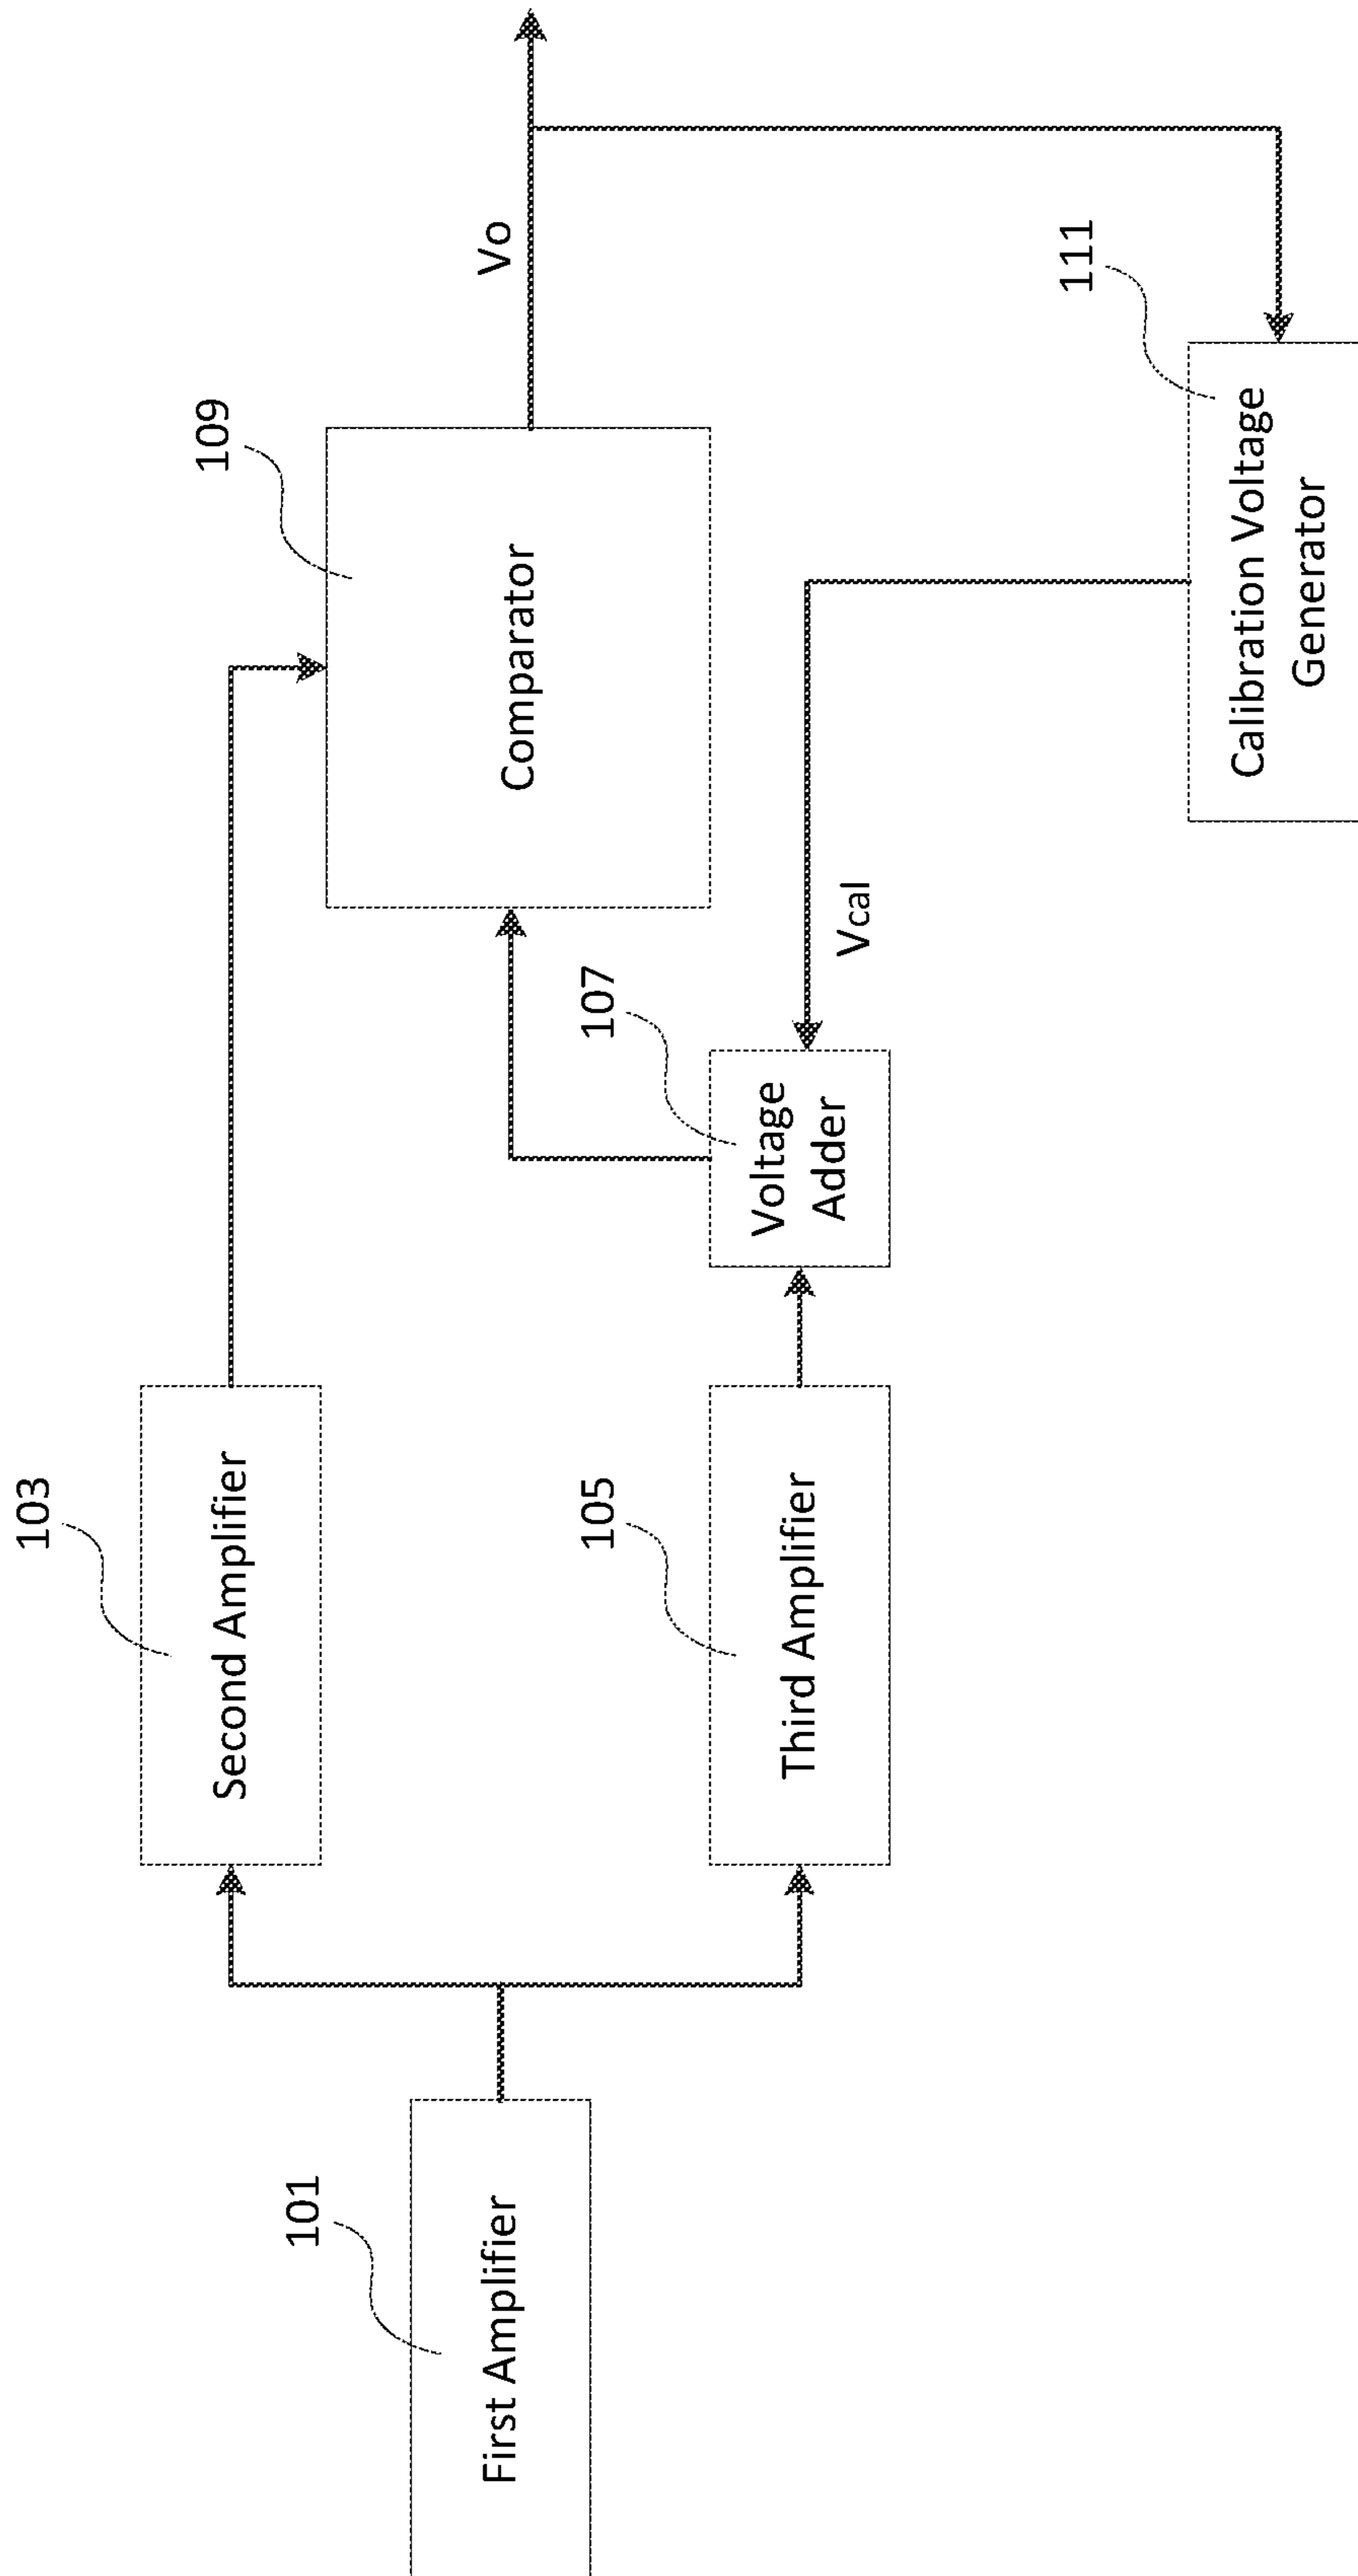 101
First Amplifier
103
Second Amplifier
105
Third Amplifier
107
Voltage
Adder
Vcal
109
Comparator
Vo
111
Calibration Voltage
Generator